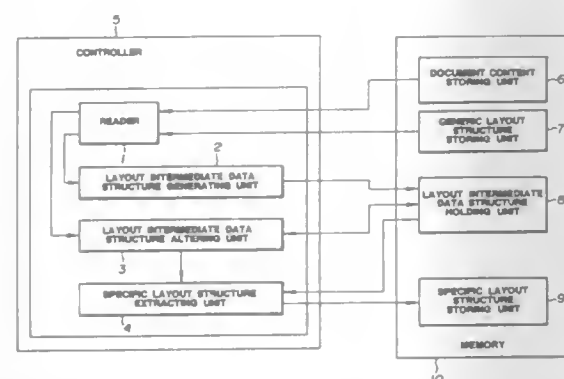 5
CONTROLLER
READER
1
2
LAYOUT INTERMEDIATE DATA
STRUCTURE GENERATING UNIT
LAYOUT INTERMEDIATE DATA
STRUCTURE ALTERING UNIT
3
SPECIFIC LAYOUT STRUCTURE
EXTRACTING UNIT
4
DOCUMENT CONTENT
STORING UNIT
6
GENERIC LAYOUT
STRUCTURE
STORING UNIT
7
LAYOUT INTERMEDIATE
DATA STRUCTURE
HOLDING UNIT
8
SPECIFIC LAYOUT
STRUCTURE
STORING UNIT
9
MEMORY
10